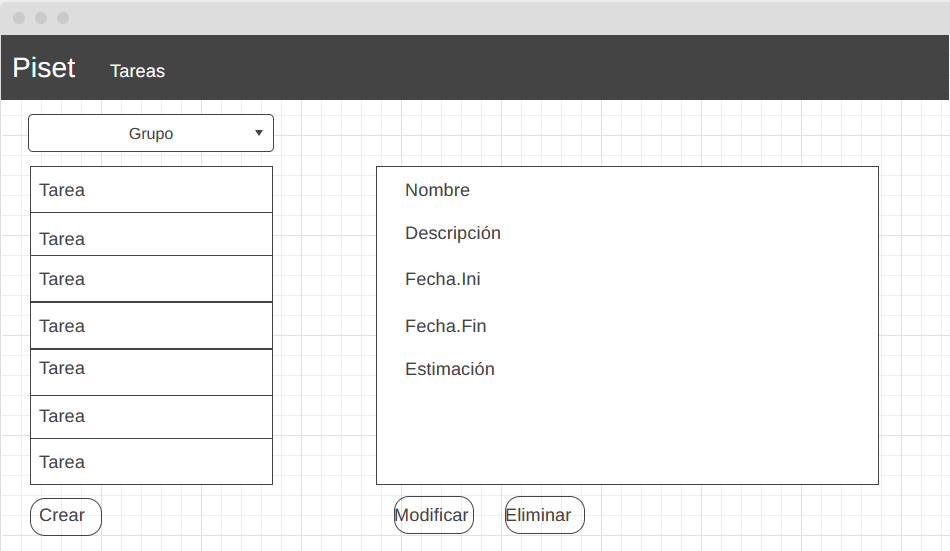 Piset
Tareas
Grupo
Tarea
Tarea
Tarea
Tarea
Tarea
Tarea
Tarea
Crear
Nombre
Descripción
Fecha.Ini
Fecha.Fin
Estimación
Modificar
Eliminar